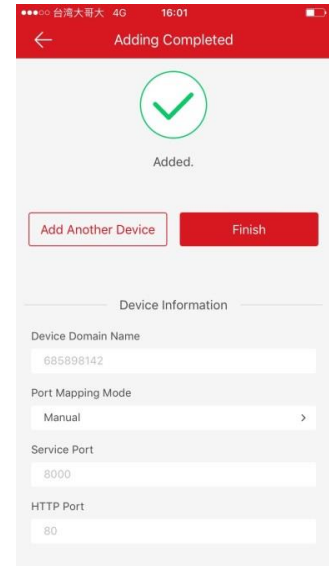 台湾大哥大 4G 16:01
Adding Completed
Added.
Add Another Device Finish
Device Information
Device Domain Name
685898142
Port Mapping Mode
Manual
Service Port
8000
HTTP Port
80